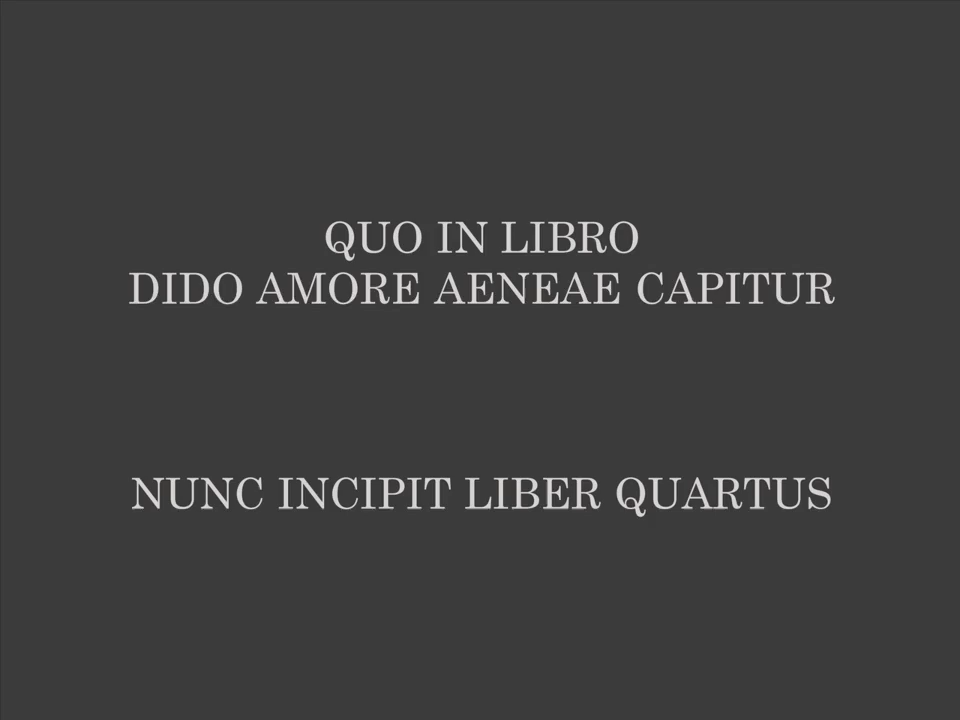 QUO IN LIBRO
DIDO AMORE AENEAE CAPITUR
NUNC INCIPIT LIBER QUARTUS